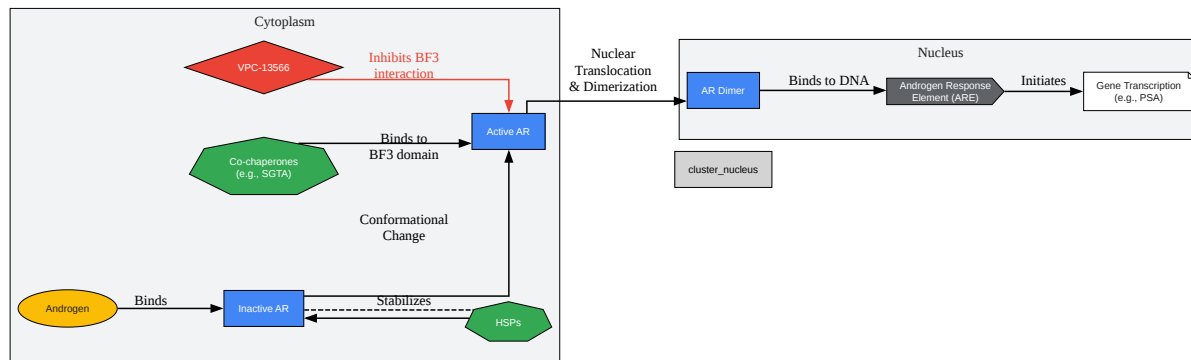 Cytoplasm
VPC-13566
Inhibits BF3
interaction
Co-chaperones
(e.g., SGTA)
Binds to
BF3 domain
Active AR
Conformational
Change
Androgen
Binds
Inactive AR
Stabilizes
HSPs
Nuclear
Translocation
& Dimerization
Nucleus
AR Dimer
Binds to DNA
Androgen Response
Element (ARE)
Initiates
Gene Transcription
(e.g., PSA)
cluster_nucleus